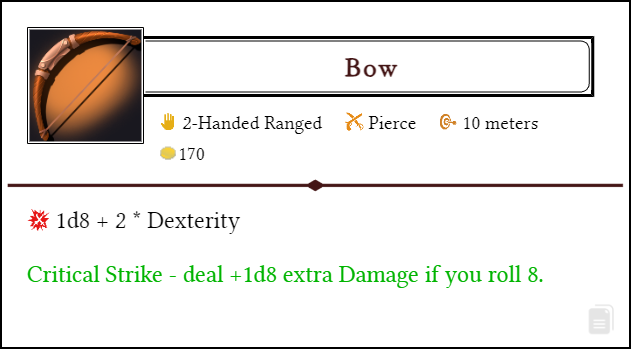 Bow
2-Handed Ranged Pierce 10 meters
170
1d8 + 2 * Dexterity
Critical Strike - deal +1d8 extra Damage if you roll 8.